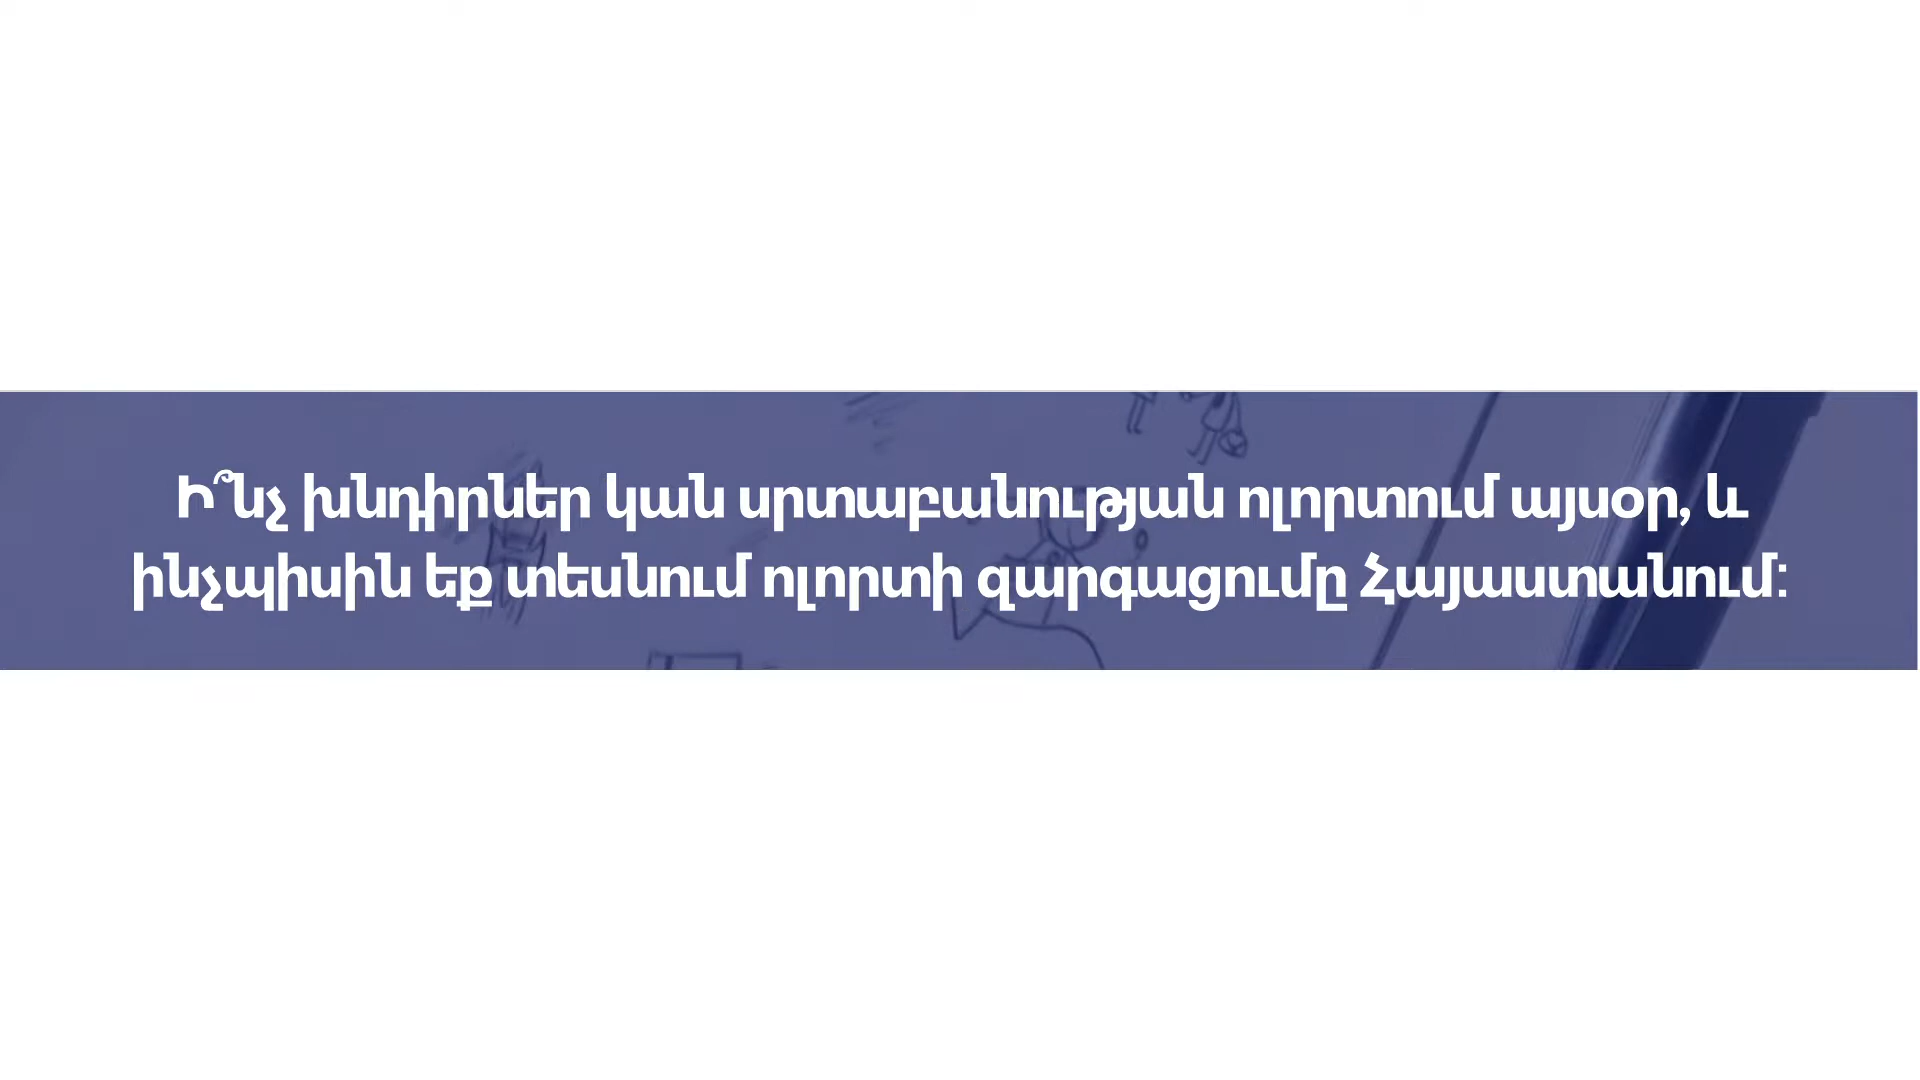 Ի՞նչ խնդիրներ կան սրտաբանության ոլորտում այսօր, և
ինչպիսին եք տեսնում ոլորտի զարգացումը Հայաստանում: